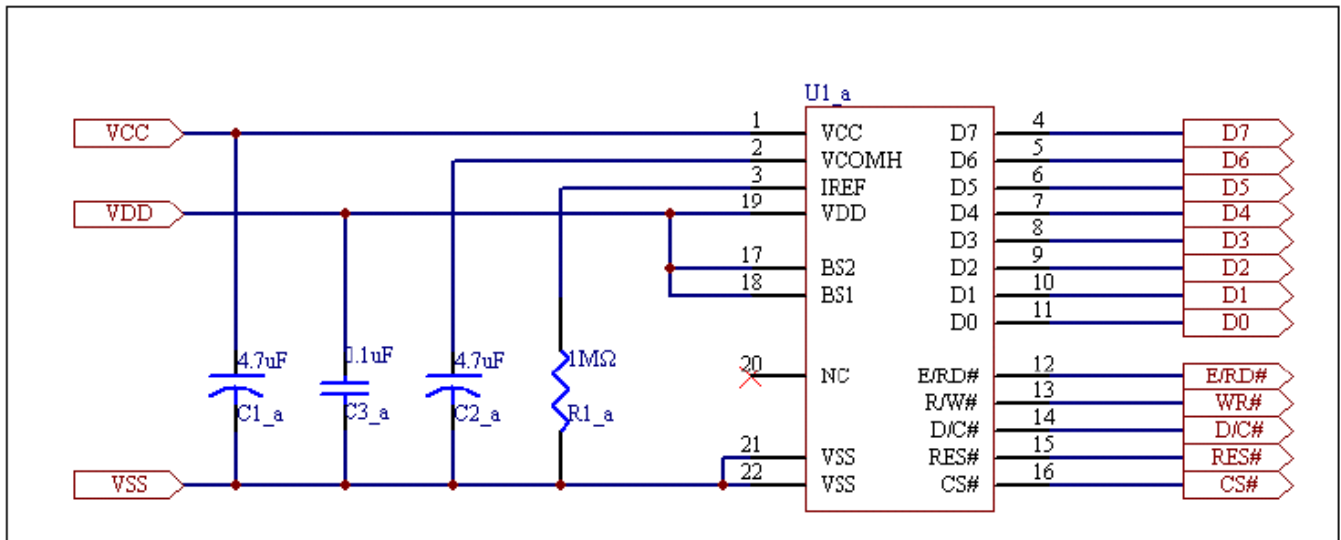 U1_a
VCC 1 VCC D7 4 D7
2 VCOMH D6 5 D6
3 IREF D5 6 D5
VDD 19 VDD D4 7 D4
D3 8 D3
17 BS2 D2 9 D2
18 BS1 D1 10 D1
D0 11 D0
4.7uF .1uF 4.7uF 1MΩ 20 NC E/RD# 12 E/RD#
R/W# 13 WR#
C1_a C3_a C2_a R1_a D/C# 14 D/C#
21 VSS RES# 15 RES#
VSS 22 VSS CS# 16 CS#